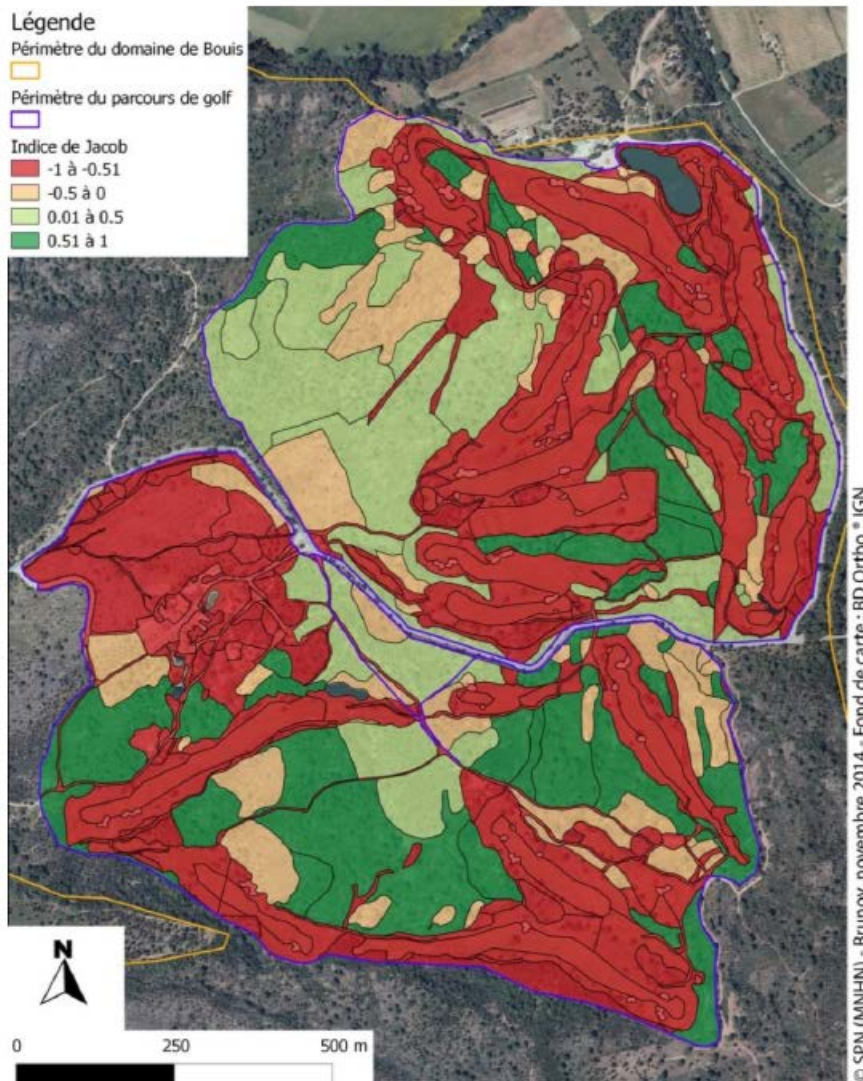 Légende
Périmètre du domaine de Bouis
Périmètre du parcours de golf
Indice de Jacob
-1 à -0.51
-0.5 à 0
0.01 à 0.5
0.51 à 1
N
0 250 500 m
© SPN (MNHN) - Brunoy, novembre 2014 - Fond de carte : BD Ortho ® IGN